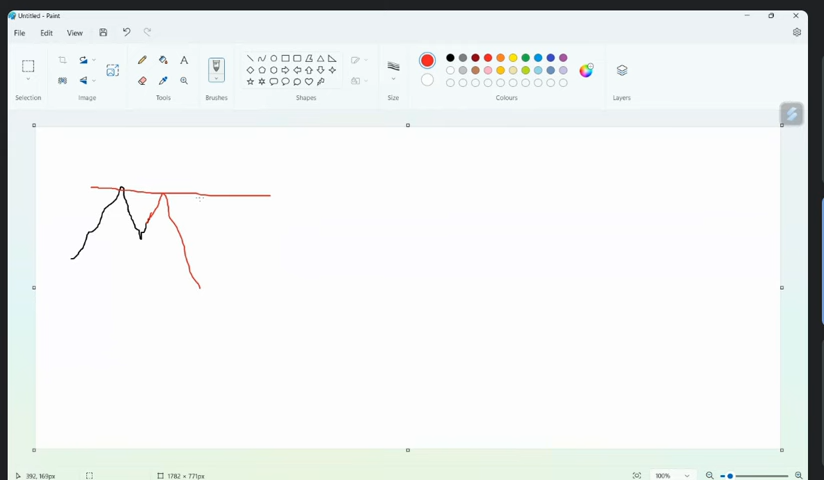 Untitled - Paint
File Edit View
Selection Image Tools Brushes Shapes Size Colours Layers
392, 169px 1782 × 771px 100%